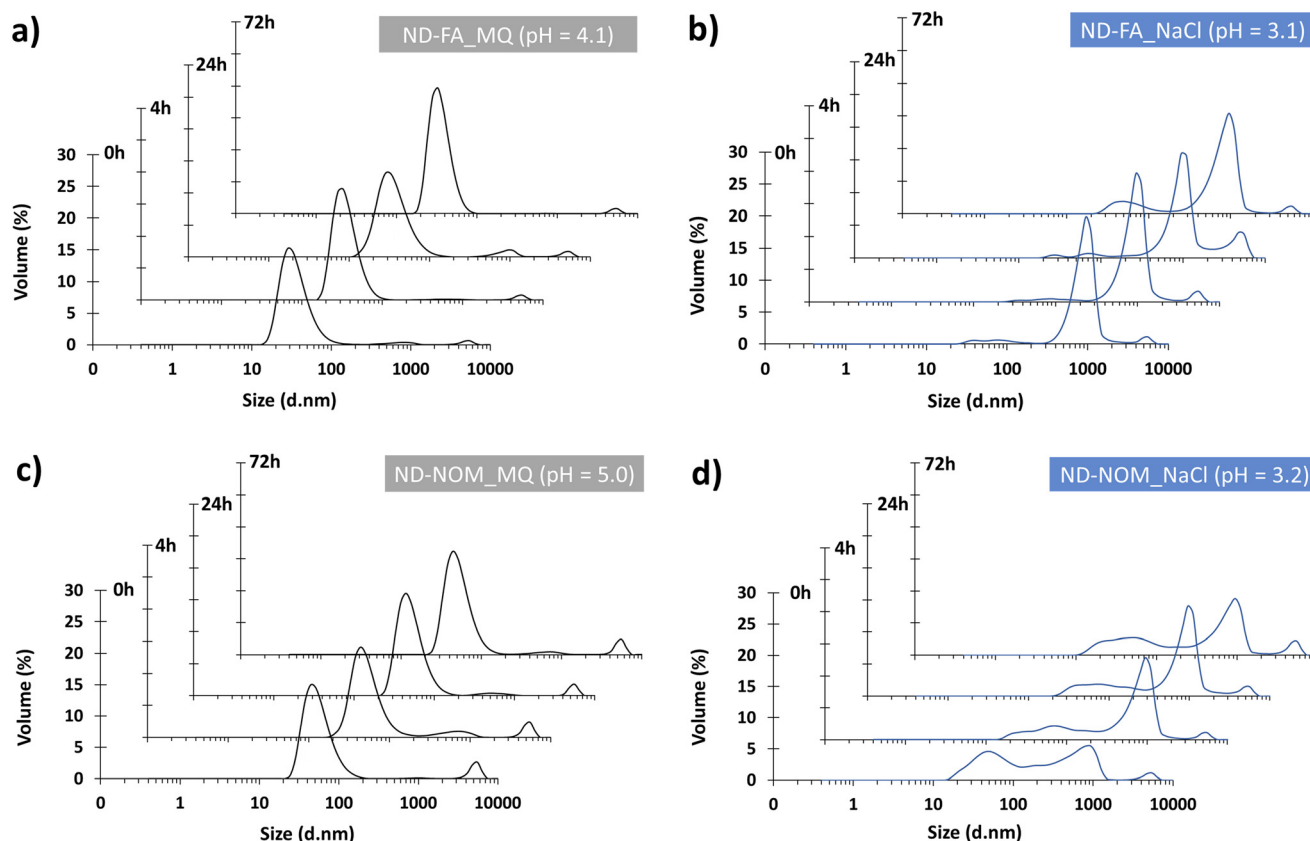 a)
72h
ND-FA_MQ (pH = 4.1)
24h
4h
0h
30
25
20
15
10
5
0
Volume (%)
0 1 10 100 1000 10000
Size (d.nm)
b)
72h
ND-FA_NaCl (pH = 3.1)
24h
4h
0h
30
25
20
15
10
5
0
Volume (%)
0 1 10 100 1000 10000
Size (d.nm)
c)
72h
ND-NOM_MQ (pH = 5.0)
24h
4h
0h
30
25
20
15
10
5
0
Volume (%)
0 1 10 100 1000 10000
Size (d.nm)
d)
72h
ND-NOM_NaCl (pH = 3.2)
24h
4h
0h
30
25
20
15
10
5
0
Volume (%)
0 1 10 100 1000 10000
Size (d.nm)